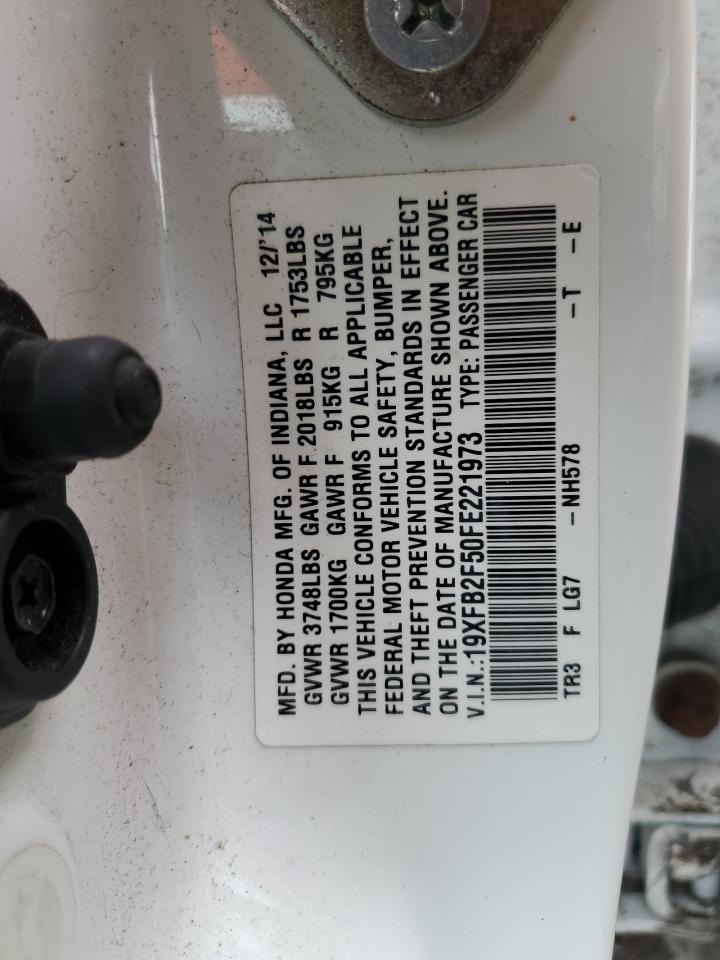 MFD. BY HONDA MFG. OF INDIANA, LLC 12/'14
GVWR 3748LBS GAWR F 2018LBS R 1753LBS
GVWR 1700KG GAWR F 915KG R 795KG
THIS VEHICLE CONFORMS TO ALL APPLICABLE
FEDERAL MOTOR VEHICLE SAFETY, BUMPER,
AND THEFT PREVENTION STANDARDS IN EFFECT
ON THE DATE OF MANUFACTURE SHOWN ABOVE.
V.I.N.:19XFB2F50FE221973 TYPE: PASSENGER CAR
TR3 F LG7 -NH578 -T -E